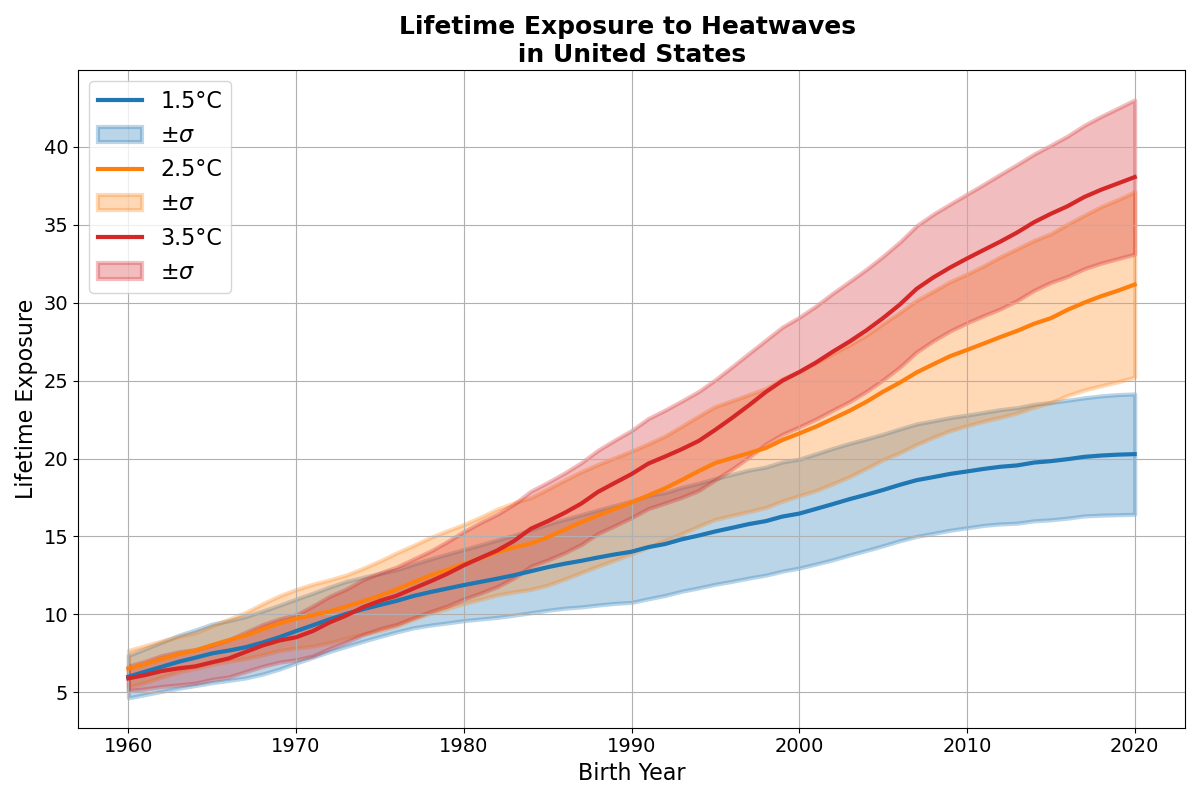 Lifetime Exposure to Heatwaves
in United States
1.5°C
±σ
2.5°C
±σ
3.5°C
±σ
Lifetime Exposure
40
35
30
25
20
15
10
5
1960 1970 1980 1990 2000 2010 2020
Birth Year